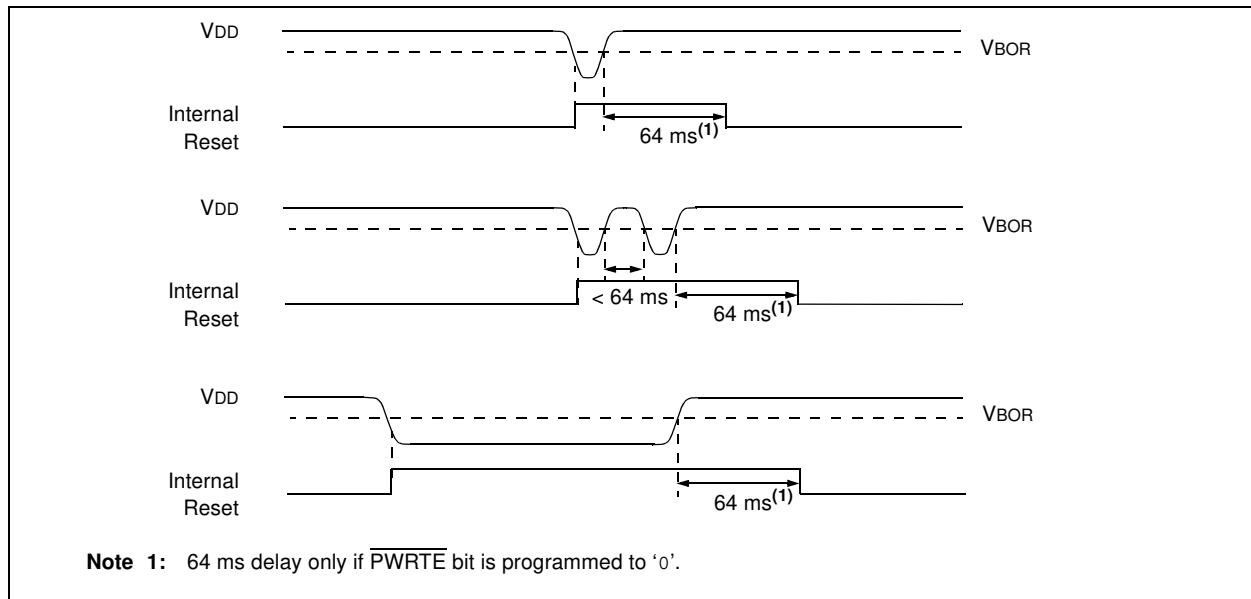 VDD
VBOR
Internal
Reset
64 ms(1)
VDD
VBOR
Internal
Reset
< 64 ms
64 ms(1)
VDD
VBOR
Internal
Reset
64 ms(1)
Note 1: 64 ms delay only if PWRTE bit is programmed to ‘0’.